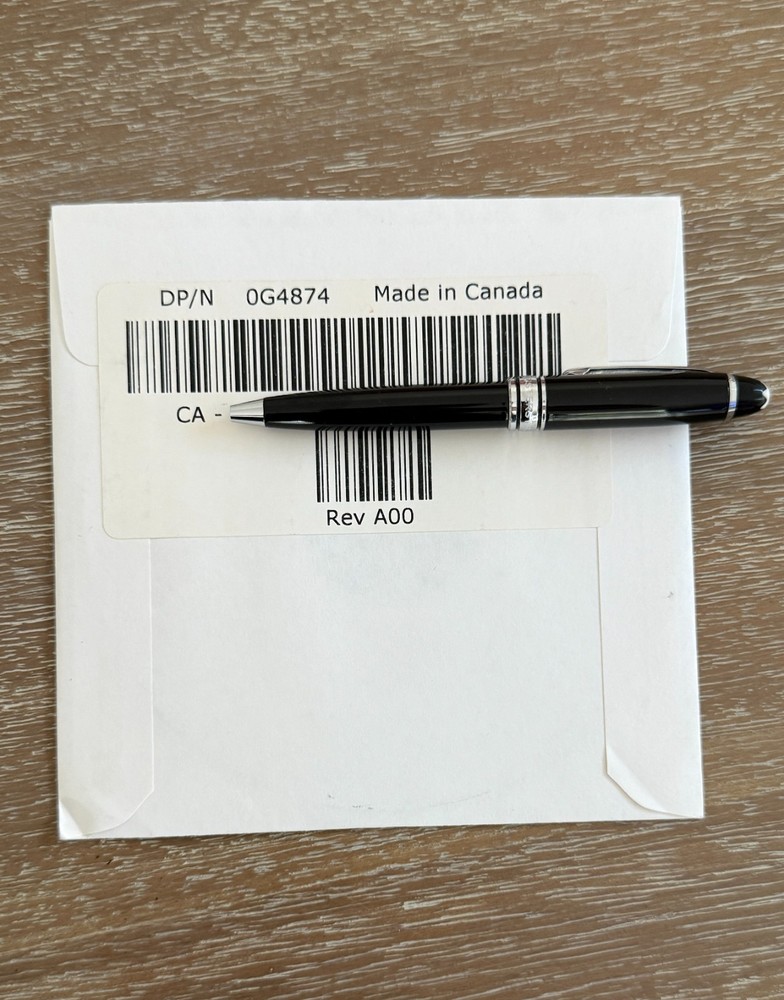 DP/N 0G4874 Made in Canada
CA -
Rev A00